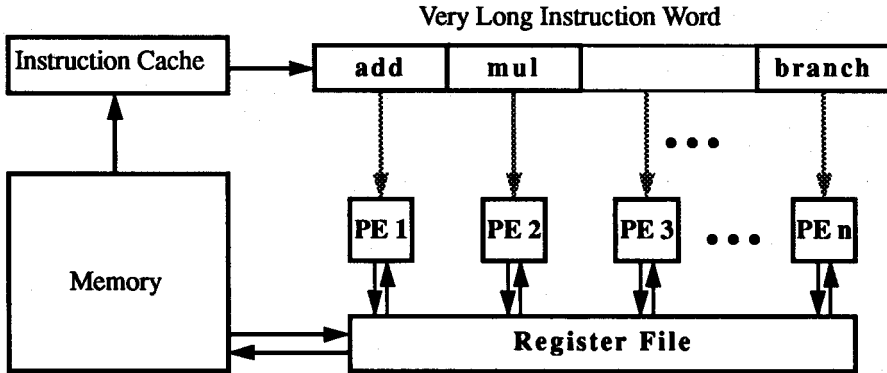 Very Long Instruction Word
Instruction Cache
add mul branch
PE 1 PE 2 PE 3 PE n
Memory
Register File